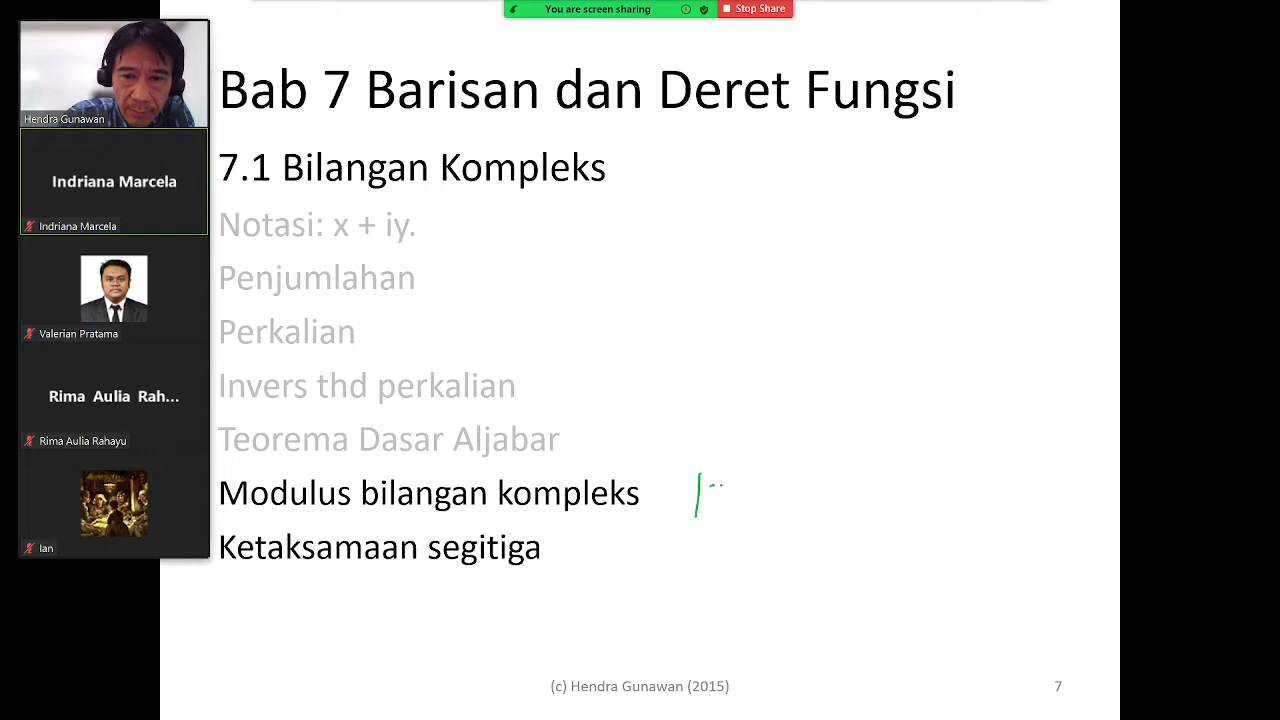 You are screen sharing
Stop Share
Hendra Gunawan
Indriana Marcela
Indriana Marcela
Valerian Pratama
Rima Aulia Rah...
Rima Aulia Rahayu
Ian
Bab 7 Barisan dan Deret Fungsi
7.1 Bilangan Kompleks
Notasi: x + iy.
Penjumlahan
Perkalian
Invers thd perkalian
Teorema Dasar Aljabar
Modulus bilangan kompleks
Ketaksamaan segitiga
(c) Hendra Gunawan (2015)
7